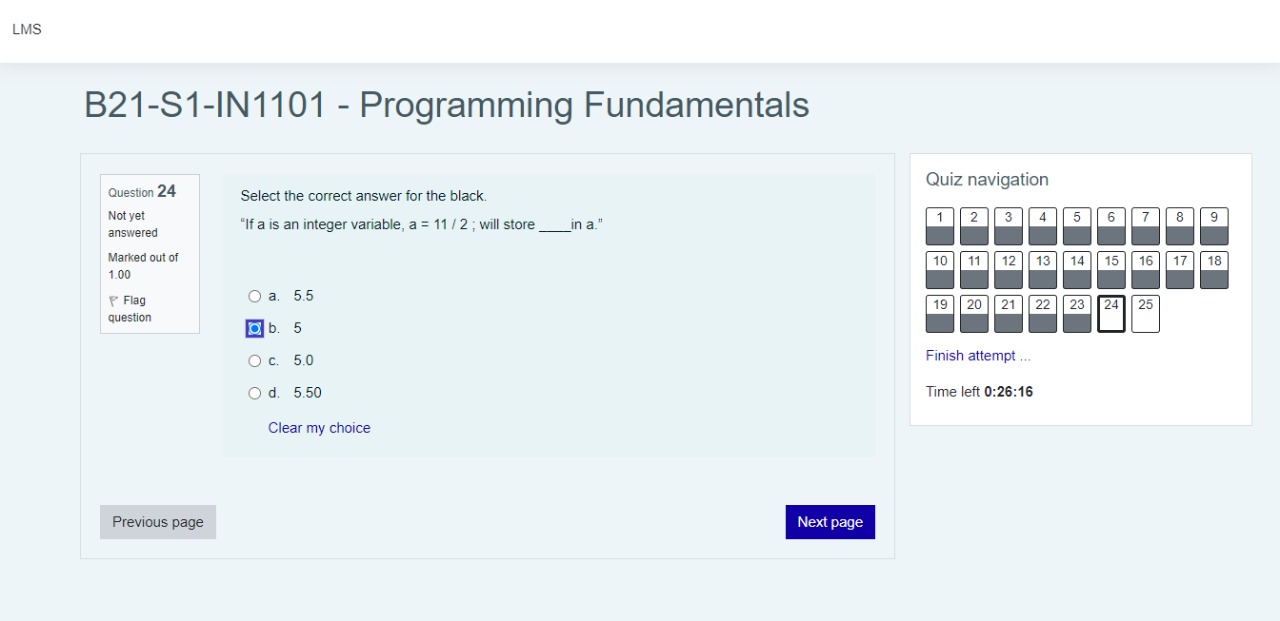 LMS
B21-S1-IN1101 - Programming Fundamentals
Question 24
Not yet
answered
Marked out of
1.00
Flag
question
Select the correct answer for the black.
“If a is an integer variable, a = 11 / 2 ; will store ____in a.”
a. 5.5
b. 5
c. 5.0
d. 5.50
Clear my choice
Previous page
Next page
Quiz navigation
1 2 3 4 5 6 7 8 9
10 11 12 13 14 15 16 17 18
19 20 21 22 23 24 25
Finish attempt ...
Time left 0:26:16